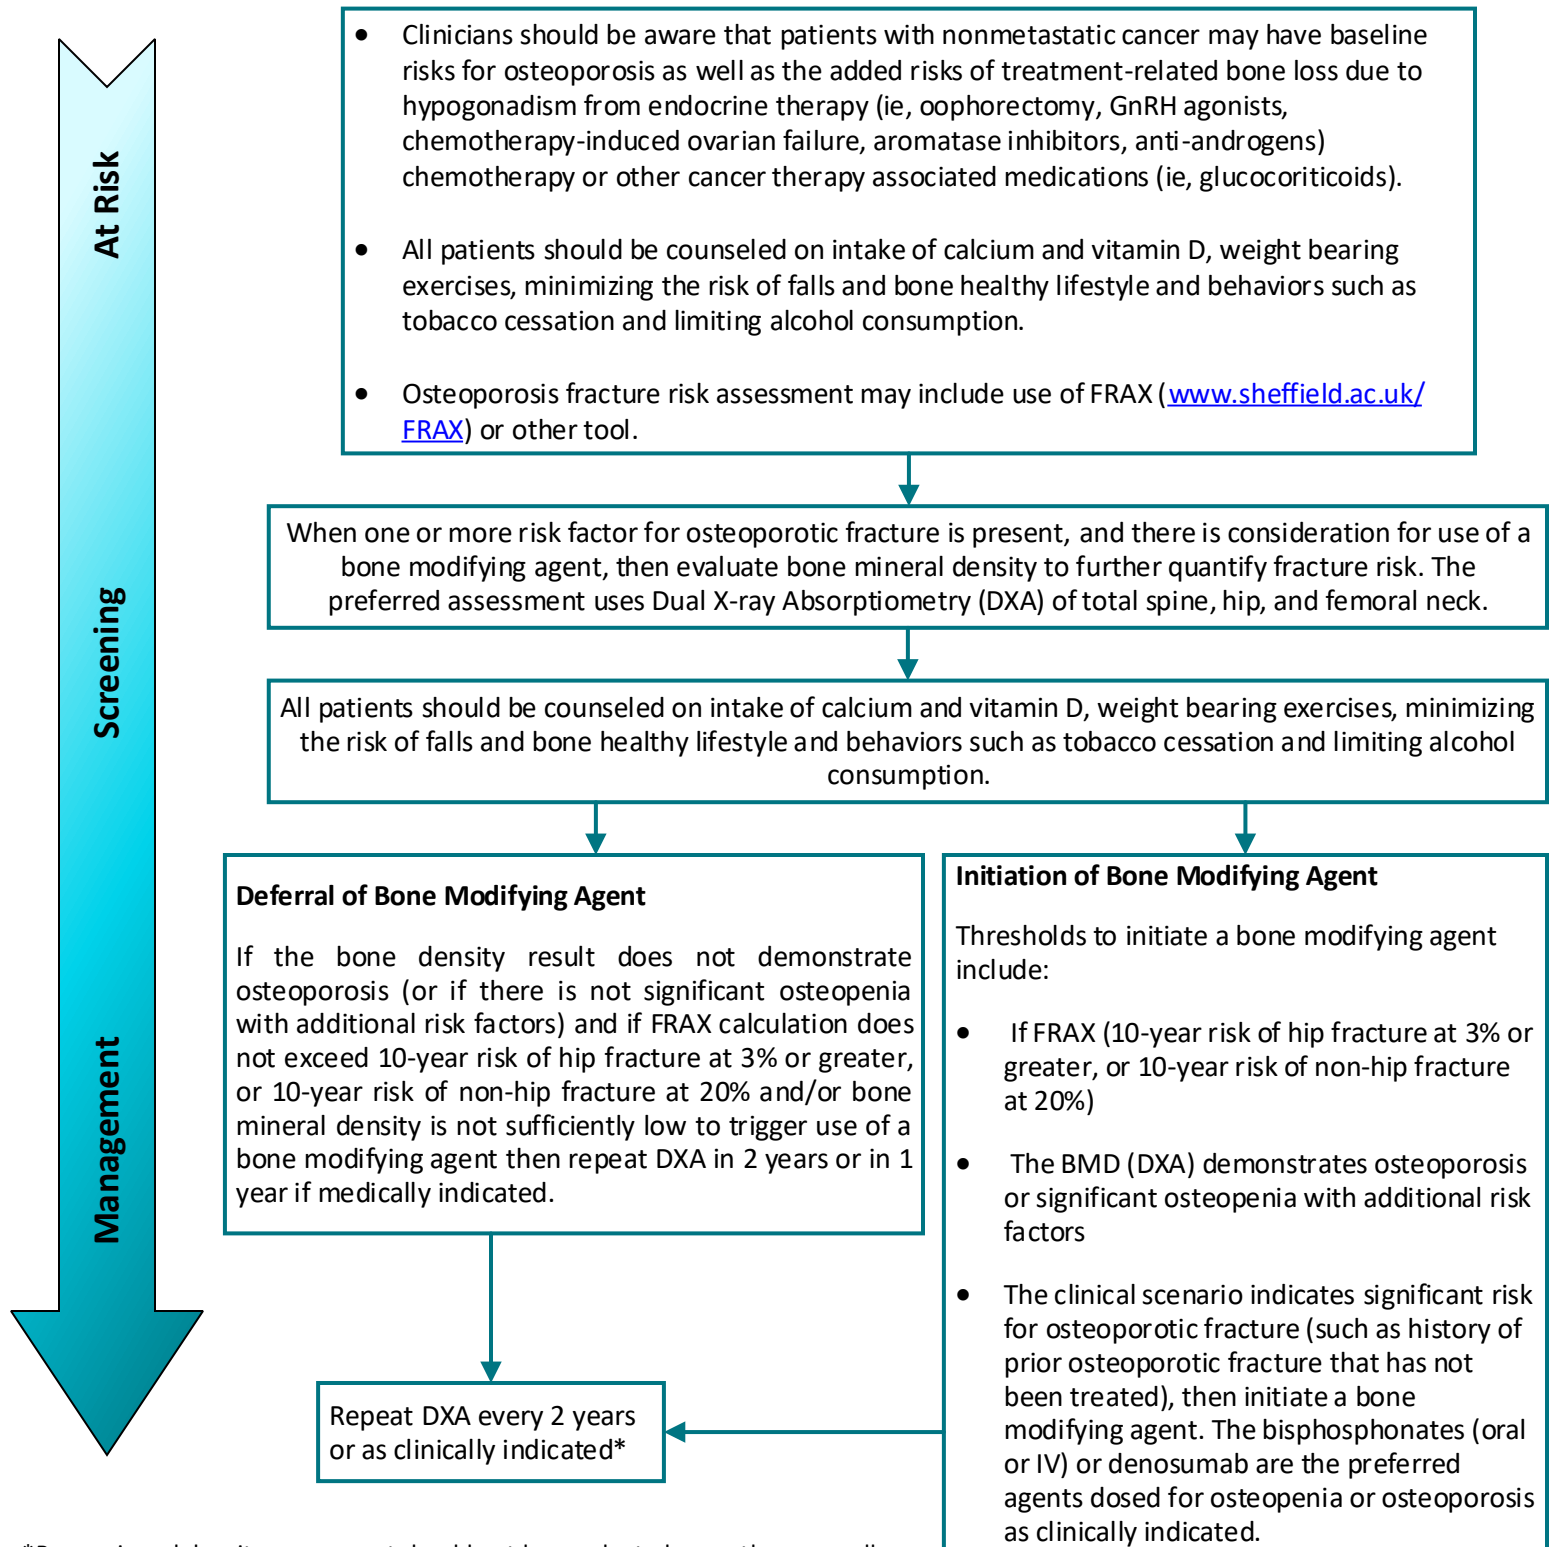 At Risk
Screening
Management
• Clinicians should be aware that patients with nonmetastatic cancer may have baseline
risks for osteoporosis as well as the added risks of treatment-related bone loss due to
hypogonadism from endocrine therapy (ie, oophorectomy, GnRH agonists,
chemotherapy-induced ovarian failure, aromatase inhibitors, anti-androgens)
chemotherapy or other cancer therapy associated medications (ie, glucocoriticoids).
• All patients should be counseled on intake of calcium and vitamin D, weight bearing
exercises, minimizing the risk of falls and bone healthy lifestyle and behaviors such as
tobacco cessation and limiting alcohol consumption.
• Osteoporosis fracture risk assessment may include use of FRAX (www.sheffield.ac.uk/
FRAX) or other tool.
When one or more risk factor for osteoporotic fracture is present, and there is consideration for use of a
bone modifying agent, then evaluate bone mineral density to further quantify fracture risk. The
preferred assessment uses Dual X-ray Absorptiometry (DXA) of total spine, hip, and femoral neck.
All patients should be counseled on intake of calcium and vitamin D, weight bearing exercises, minimizing
the risk of falls and bone healthy lifestyle and behaviors such as tobacco cessation and limiting alcohol
consumption.
Deferral of Bone Modifying Agent
If the bone density result does not demonstrate
osteoporosis (or if there is not significant osteopenia
with additional risk factors) and if FRAX calculation does
not exceed 10-year risk of hip fracture at 3% or greater,
or 10-year risk of non-hip fracture at 20% and/or bone
mineral density is not sufficiently low to trigger use of a
bone modifying agent then repeat DXA in 2 years or in 1
year if medically indicated.
Initiation of Bone Modifying Agent
Thresholds to initiate a bone modifying agent
include:
• If FRAX (10-year risk of hip fracture at 3% or
greater, or 10-year risk of non-hip fracture
at 20%)
• The BMD (DXA) demonstrates osteoporosis
or significant osteopenia with additional risk
factors
• The clinical scenario indicates significant risk
for osteoporotic fracture (such as history of
prior osteoporotic fracture that has not
been treated), then initiate a bone
modifying agent. The bisphosphonates (oral
or IV) or denosumab are the preferred
agents dosed for osteopenia or osteoporosis
as clinically indicated.
Repeat DXA every 2 years
or as clinically indicated*